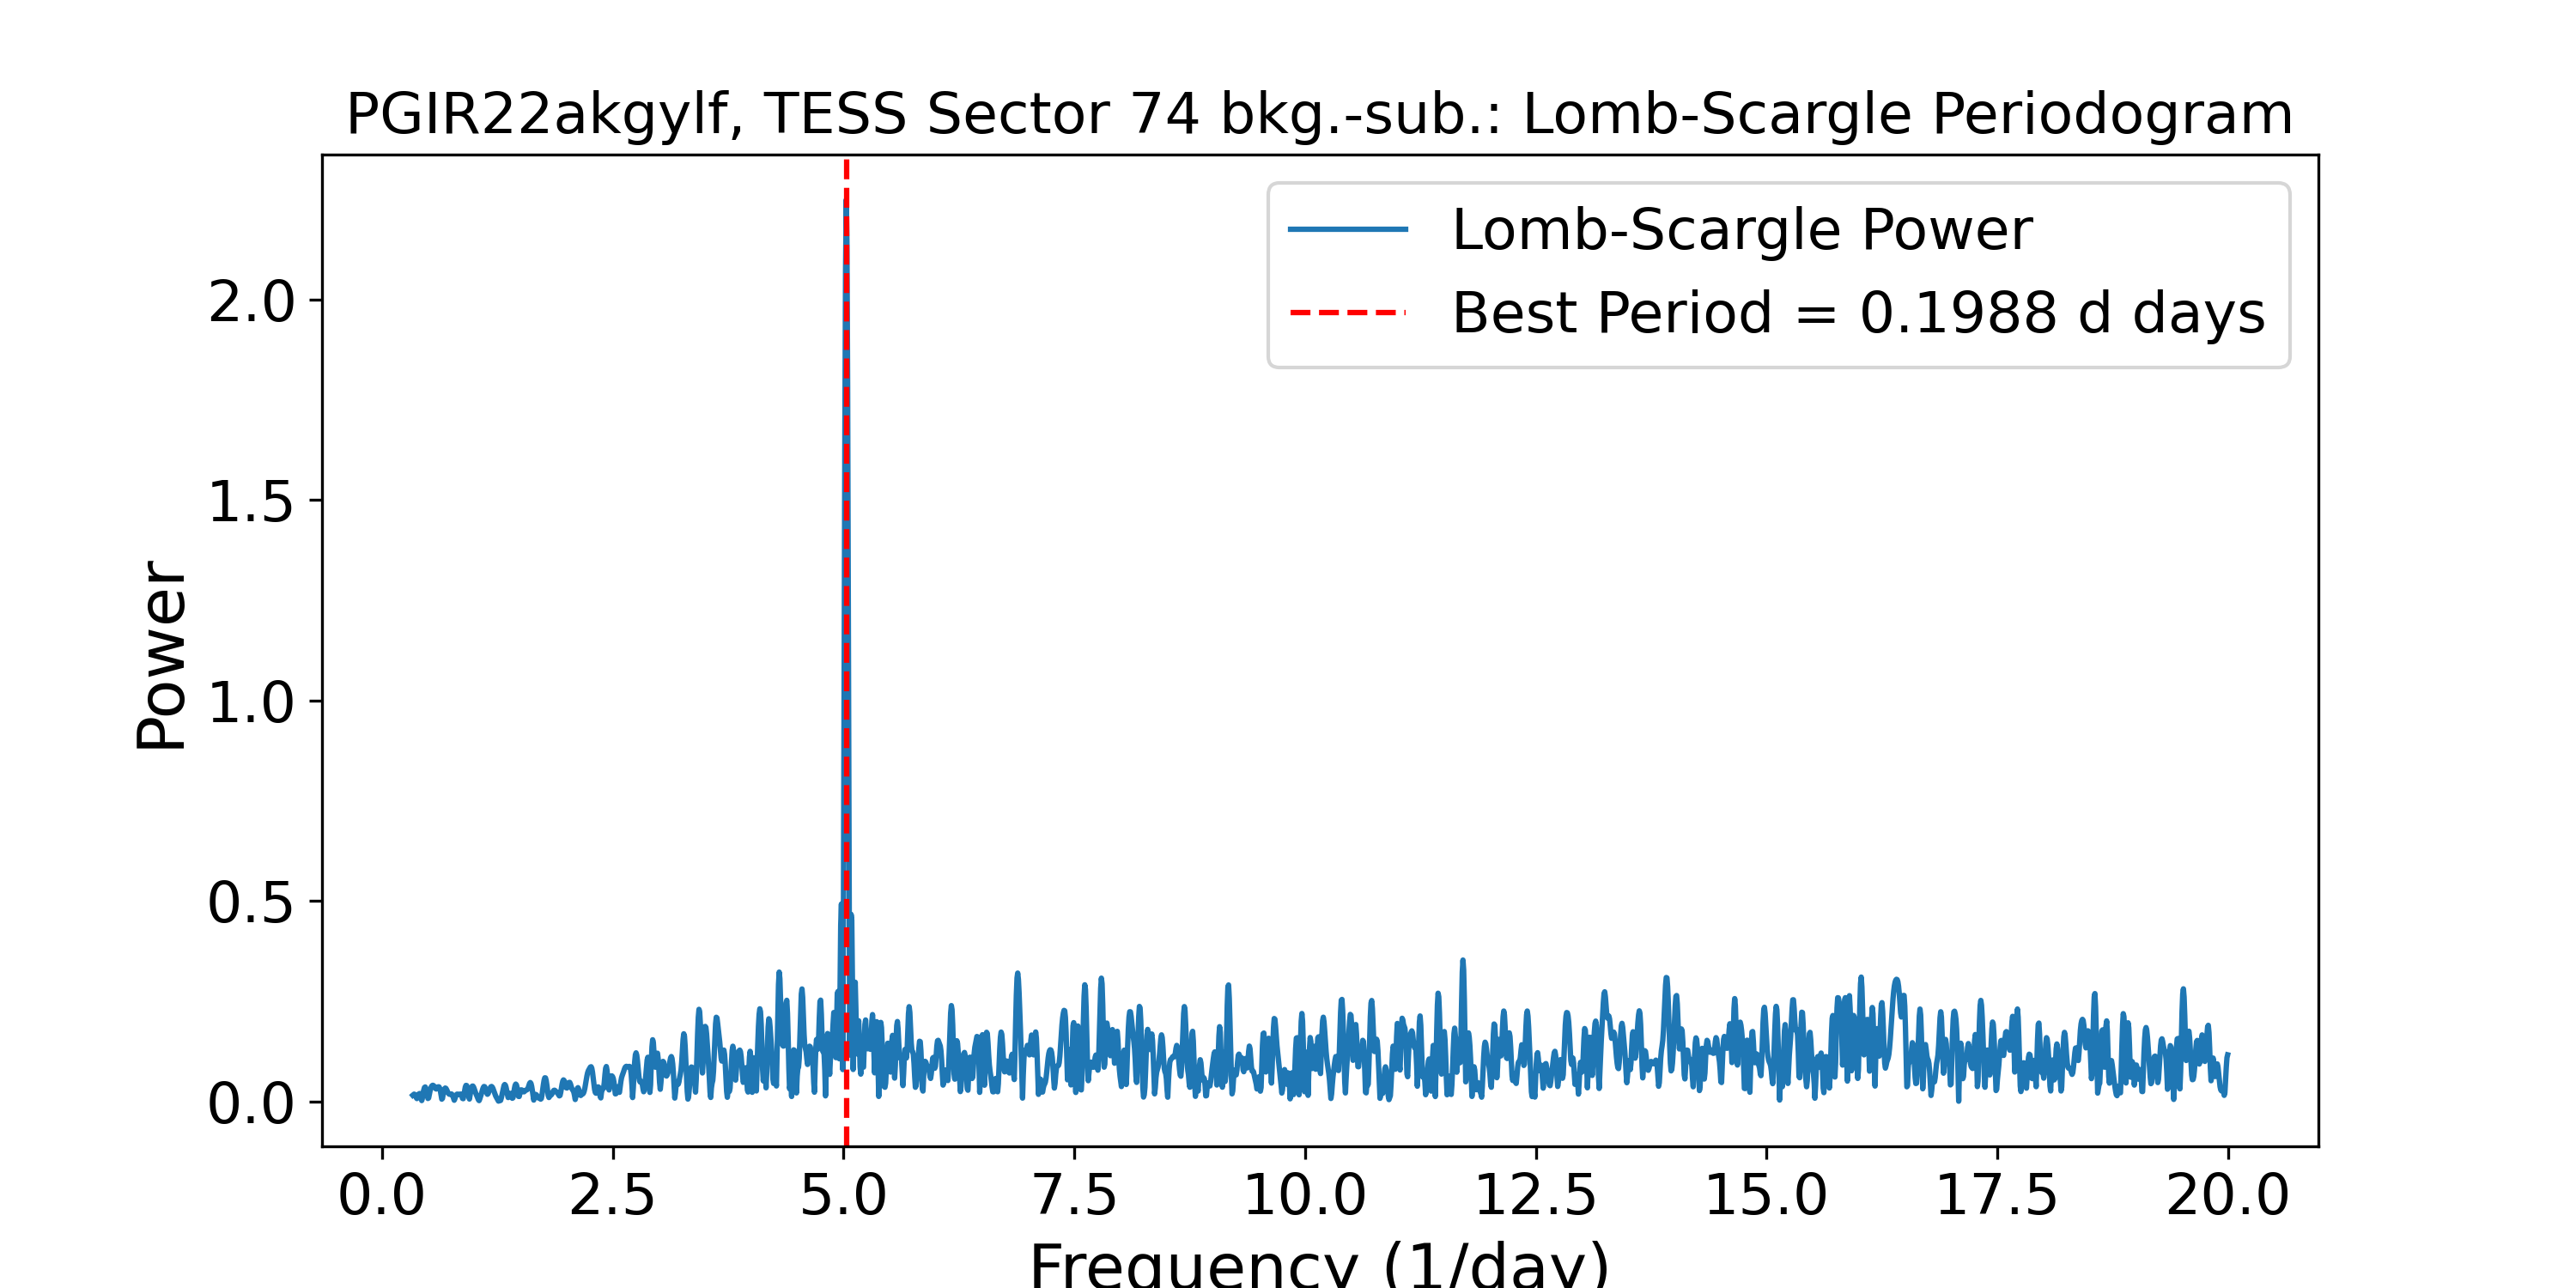 PGIR22akgylf, TESS Sector 74 bkg.-sub.: Lomb-Scargle Periodogram
Lomb-Scargle Power
Best Period = 0.1988 d days
Power
2.0
1.5
1.0
0.5
0.0
0.0 2.5 5.0 7.5 10.0 12.5 15.0 17.5 20.0
Frequency (1/day)